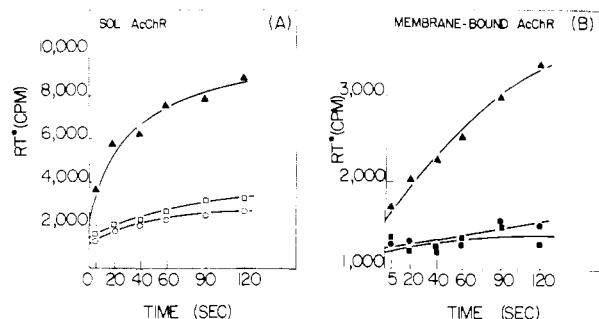 SOL AcChR (A)
10,000
8,000
6,000
4,000
2,000
RT*(CPM)
0 20 40 60 90 120
TIME (SEC)
MEMBRANE-BOUND AcChR (B)
3,000
2,000
1,000
RT*(CPM)
5 20 40 60 90 120
TIME (SEC)